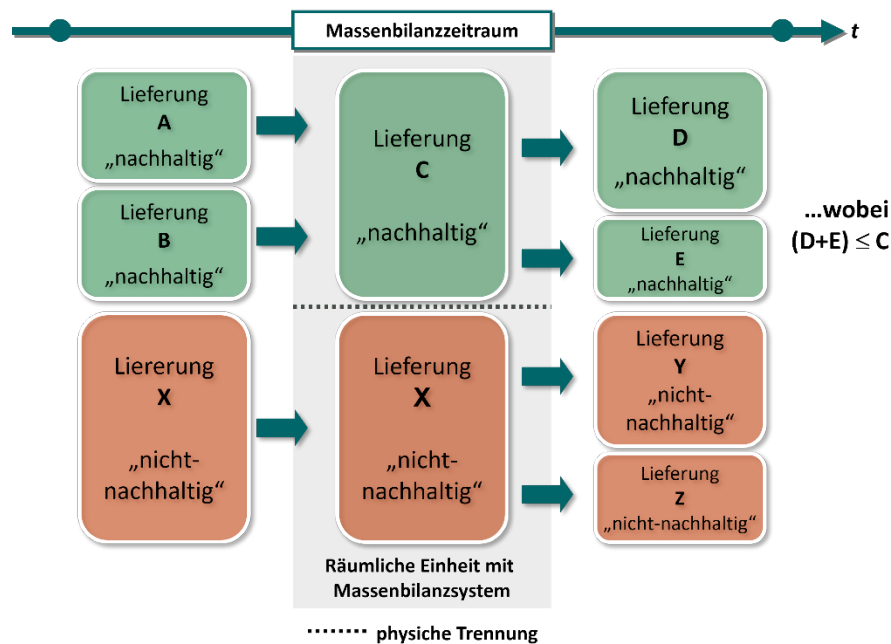 Massenbilanzzeitraum
t
Lieferung
A
„nachhaltig“
Lieferung
B
„nachhaltig“
Liererung
X
„nicht-
nachhaltig“
Lieferung
C
„nachhaltig“
Lieferung
X
„nicht-
nachhaltig“
Räumliche Einheit mit
Massenbilanzsystem
Lieferung
D
„nachhaltig“
Lieferung
E
„nachhaltig“
Lieferung
Y
„nicht-
nachhaltig“
Lieferung
Z
„nicht-nachhaltig“
...wobei
(D+E) ≤ C
physiche Trennung